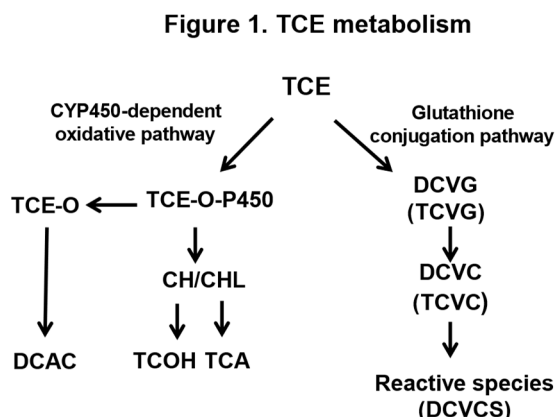 Figure 1. TCE metabolism
TCE
CYP450-dependent
oxidative pathway
Glutathione
conjugation pathway
TCE-O
TCE-O-P450
DCVG
(TCVG)
CH/CHL
DCVC
(TCVC)
DCAC
TCOH TCA
Reactive species
(DCVCS)